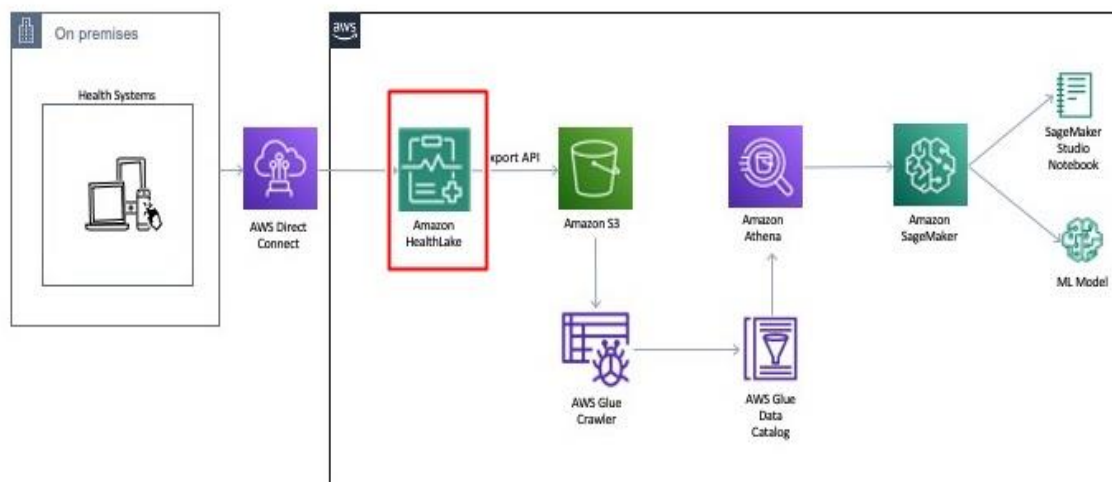 On premises
aws
Health Systems
AWS Direct
Connect
Amazon
HealthLake
xport API
Amazon S3
AWS Glue
Crawler
AWS Glue
Data
Catalog
Amazon
Athena
Amazon
SageMaker
SageMaker
Studio
Notebook
ML Model